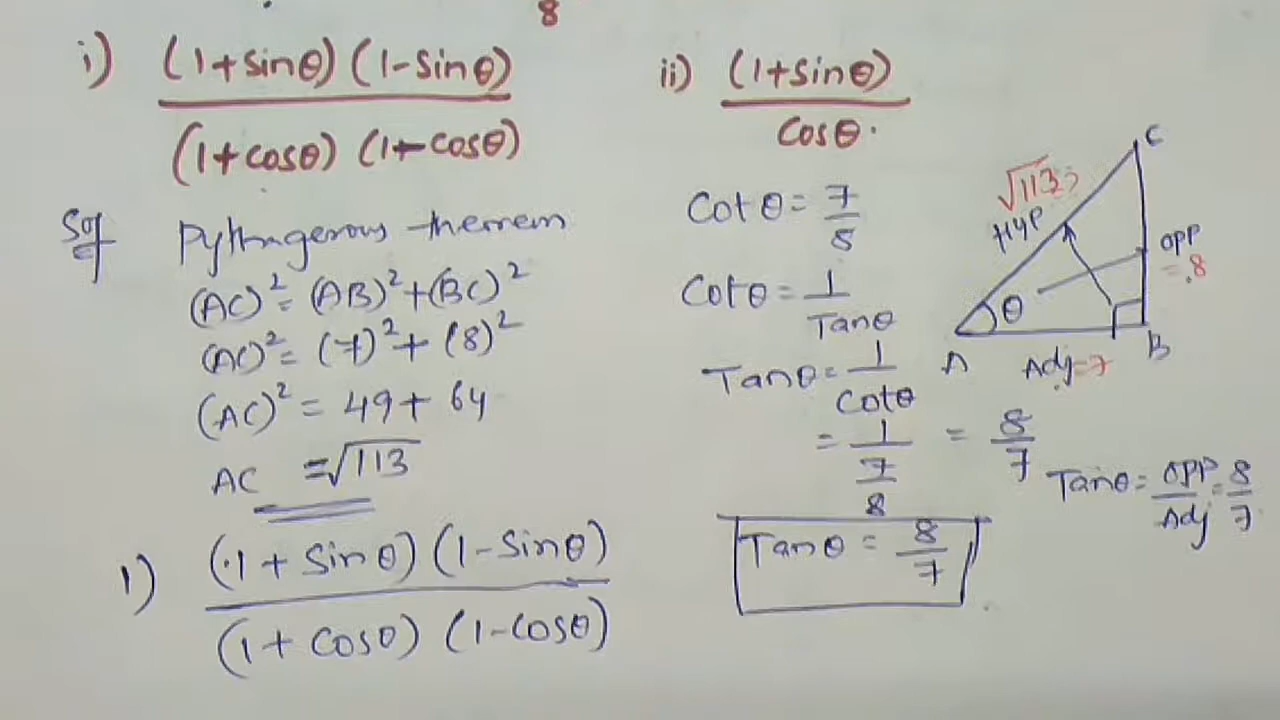 8
i) (1+sinθ) (1-sinθ)
(1+cosθ) (1-cosθ)
ii) (1+sinθ)
cosθ.
Sol Pythagerous therrem
(AC)² = (AB)²+(BC)²
(AC)² = (7)² + (8)²
(AC)² = 49 + 64
AC = √113
1) (1 + Sinθ) (1-Sinθ)
(1 + Cosθ) (1-Cosθ)
Cotθ = 7
8
Cotθ = 1
Tanθ
Tanθ = 1
Cotθ
= 1 = 8
7 7
8
Tanθ = 8
7
C
√113
HYP
OPP
= 8
θ
A
Adj=7
B
Tanθ = OPP = 8
Adj 7